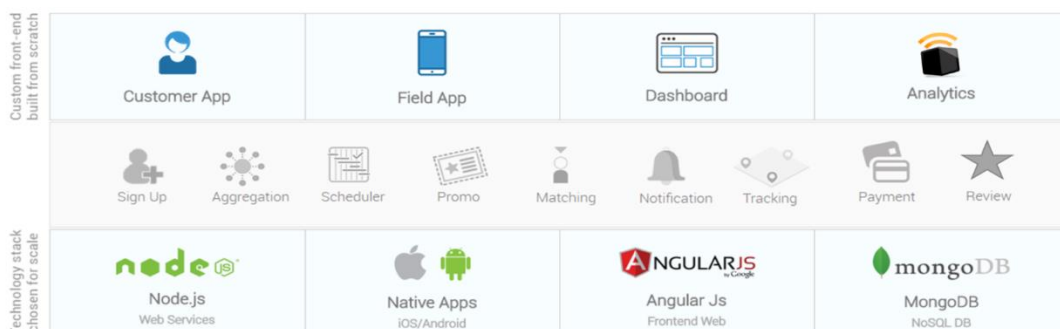 Custom front-end
built from scratch
Customer App
Field App
Dashboard
Analytics
Sign Up
Aggregation
Scheduler
Promo
Matching
Notification
Tracking
Payment
Review
Technology stack
chosen for scale
node JS
ANGULARJS
by Google
mongoDB
Node.js
Native Apps
Angular Js
MongoDB
Web Services
iOS/Android
Frontend Web
NoSQL DB